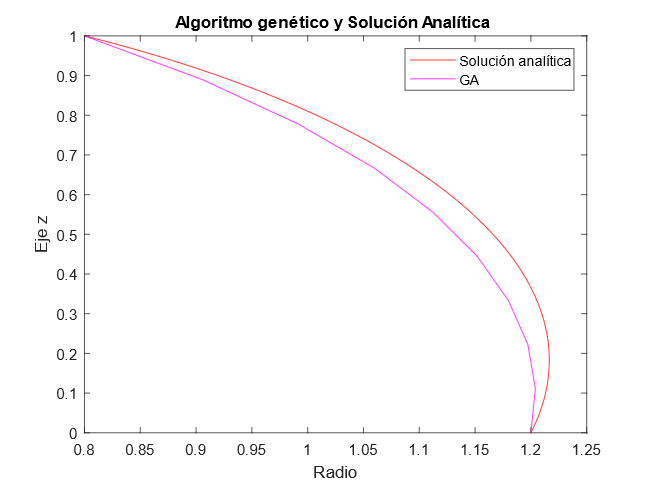 Algoritmo genético y Solución Analítica
Solución analítica
GA
1
0.9
0.8
0.7
0.6
0.5
0.4
0.3
0.2
0.1
0
Eje z
0.8 0.85 0.9 0.95 1 1.05 1.1 1.15 1.2 1.25
Radio